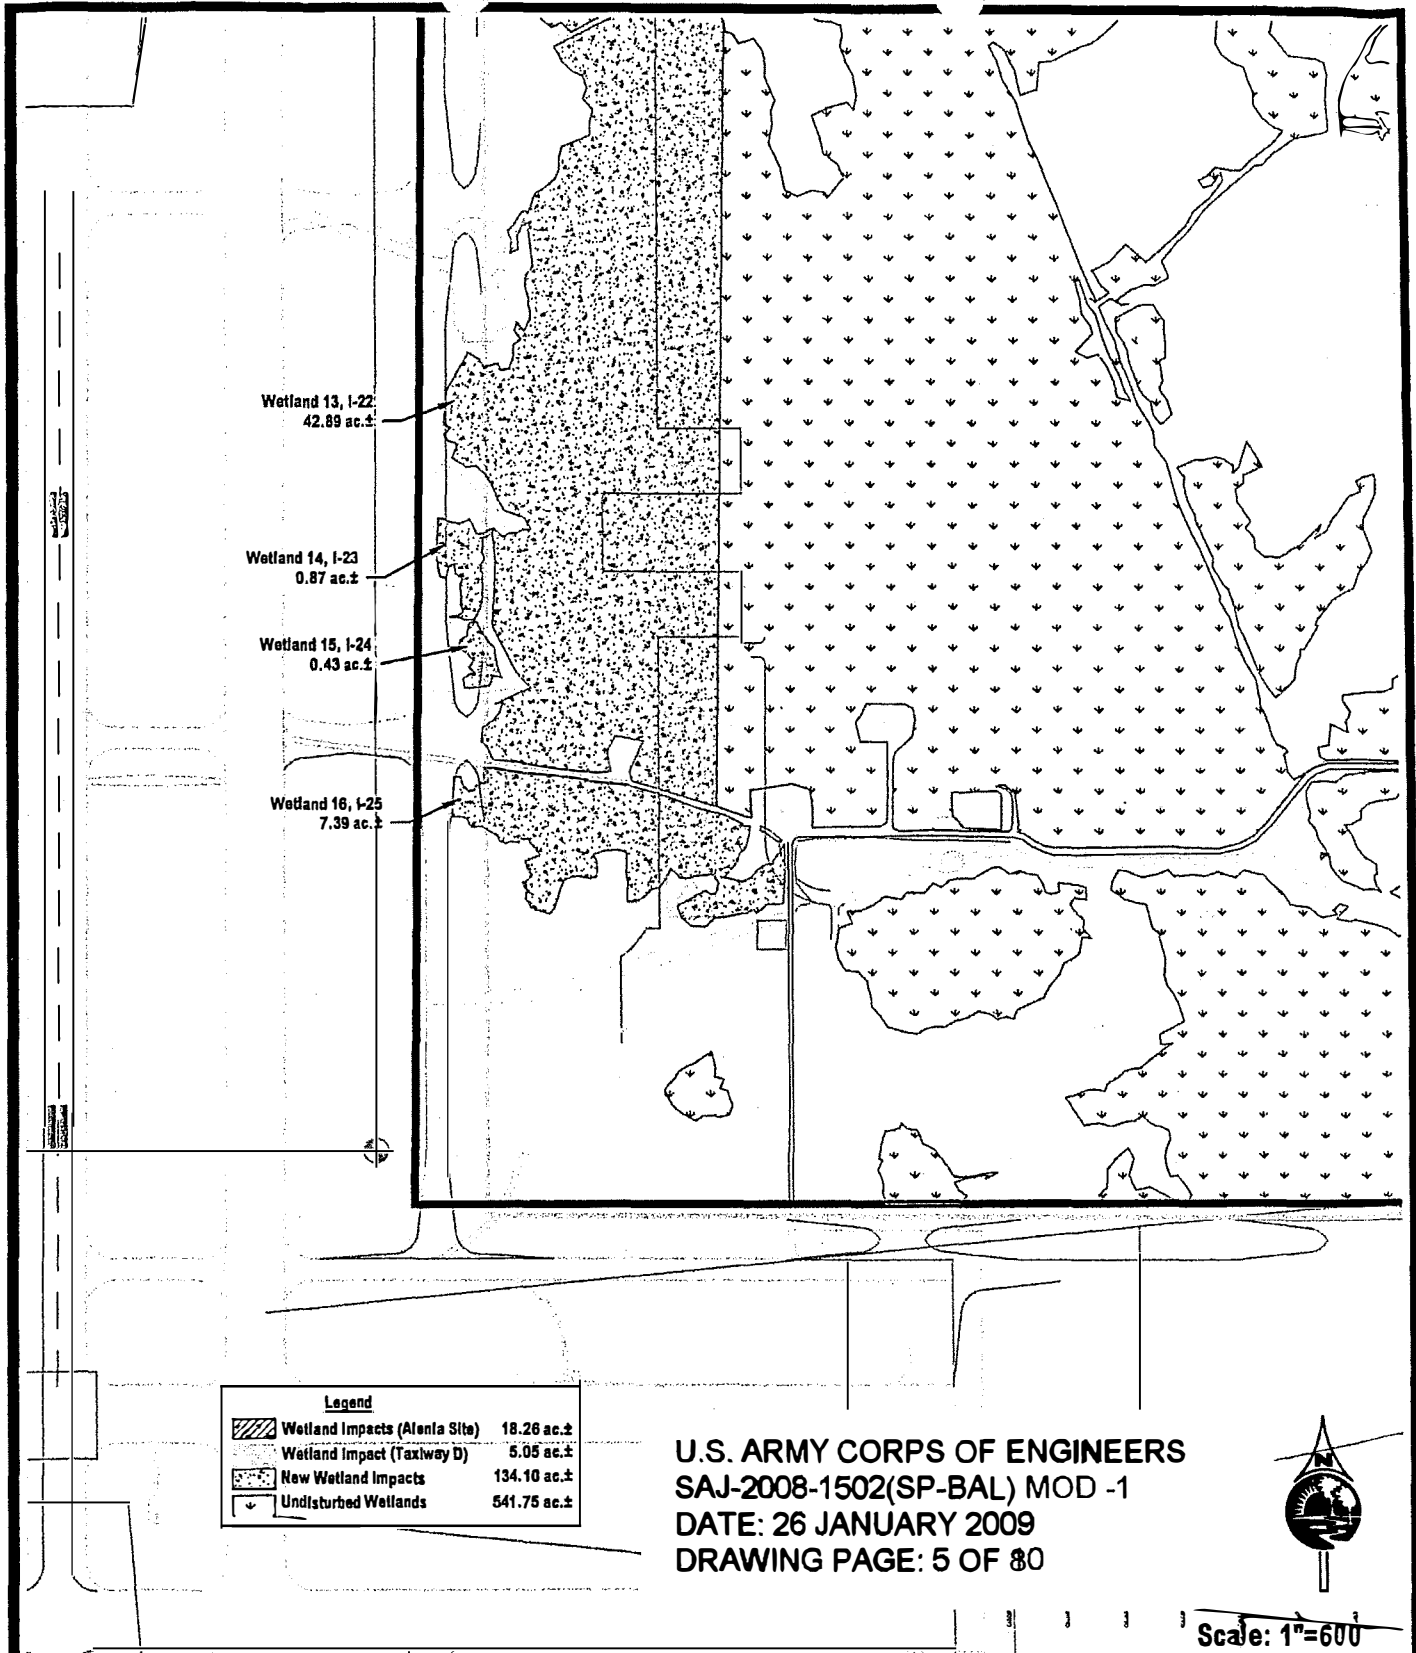 Wetland 13, I-22
42.89 ac.±
Wetland 14, I-23
0.87 ac.±
Wetland 15, I-24
0.43 ac.±
Wetland 16, I-25
7.39 ac.±
Legend
Wetland Impacts (Alenia Site) 18.26 ac.±
Wetland Impact (Taxiway D) 5.05 ac.±
New Wetland Impacts 134.10 ac.±
Undisturbed Wetlands 541.75 ac.±
U.S. ARMY CORPS OF ENGINEERS
SAJ-2008-1502(SP-BAL) MOD -1
DATE: 26 JANUARY 2009
DRAWING PAGE: 5 OF 80
N
Scale: 1"=600'